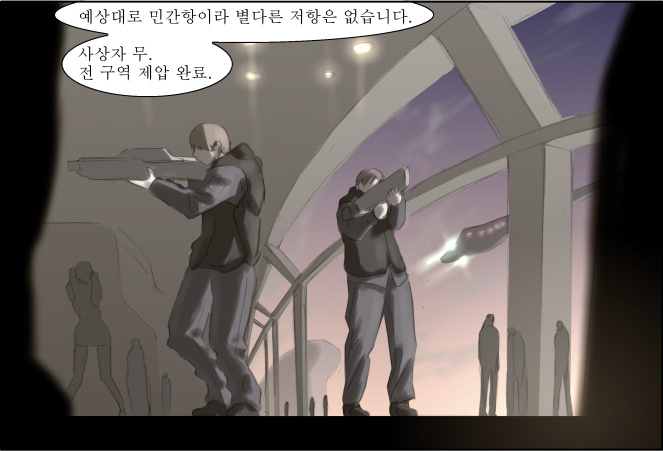 예상대로 민간항이라 별다른 저항은 없습니다.
사상자 무.
전 구역 제압 완료.